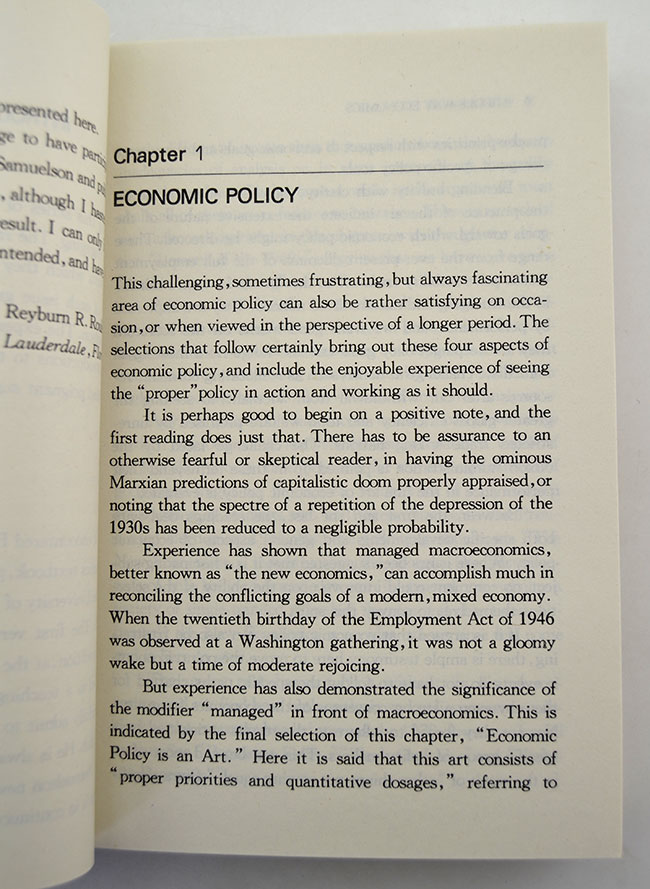 presented here.
ge to have
Samuelson and
, although I
result. I can only
ntended, and
Reyburn R.
Lauderdale,
Chapter 1
ECONOMIC POLICY
This challenging, sometimes frustrating, but always fascinating
area of economic policy can also be rather satisfying on occa-
sion, or when viewed in the perspective of a longer period. The
selections that follow certainly bring out these four aspects of
economic policy, and include the enjoyable experience of seeing
the “proper”policy in action and working as it should.
It is perhaps good to begin on a positive note, and the
first reading does just that. There has to be assurance to an
otherwise fearful or skeptical reader, in having the ominous
Marxian predictions of capitalistic doom properly appraised, or
noting that the spectre of a repetition of the depression of the
1930s has been reduced to a negligible probability.
Experience has shown that managed macroeconomics,
better known as “the new economics,”can accomplish much in
reconciling the conflicting goals of a modern, mixed economy.
When the twentieth birthday of the Employment Act of 1946
was observed at a Washington gathering, it was not a gloomy
wake but a time of moderate rejoicing.
But experience has also demonstrated the significance of
the modifier “managed” in front of macroeconomics. This is
indicated by the final selection of this chapter, “Economic
Policy is an Art.” Here it is said that this art consists of
“proper priorities and quantitative dosages,” referring to